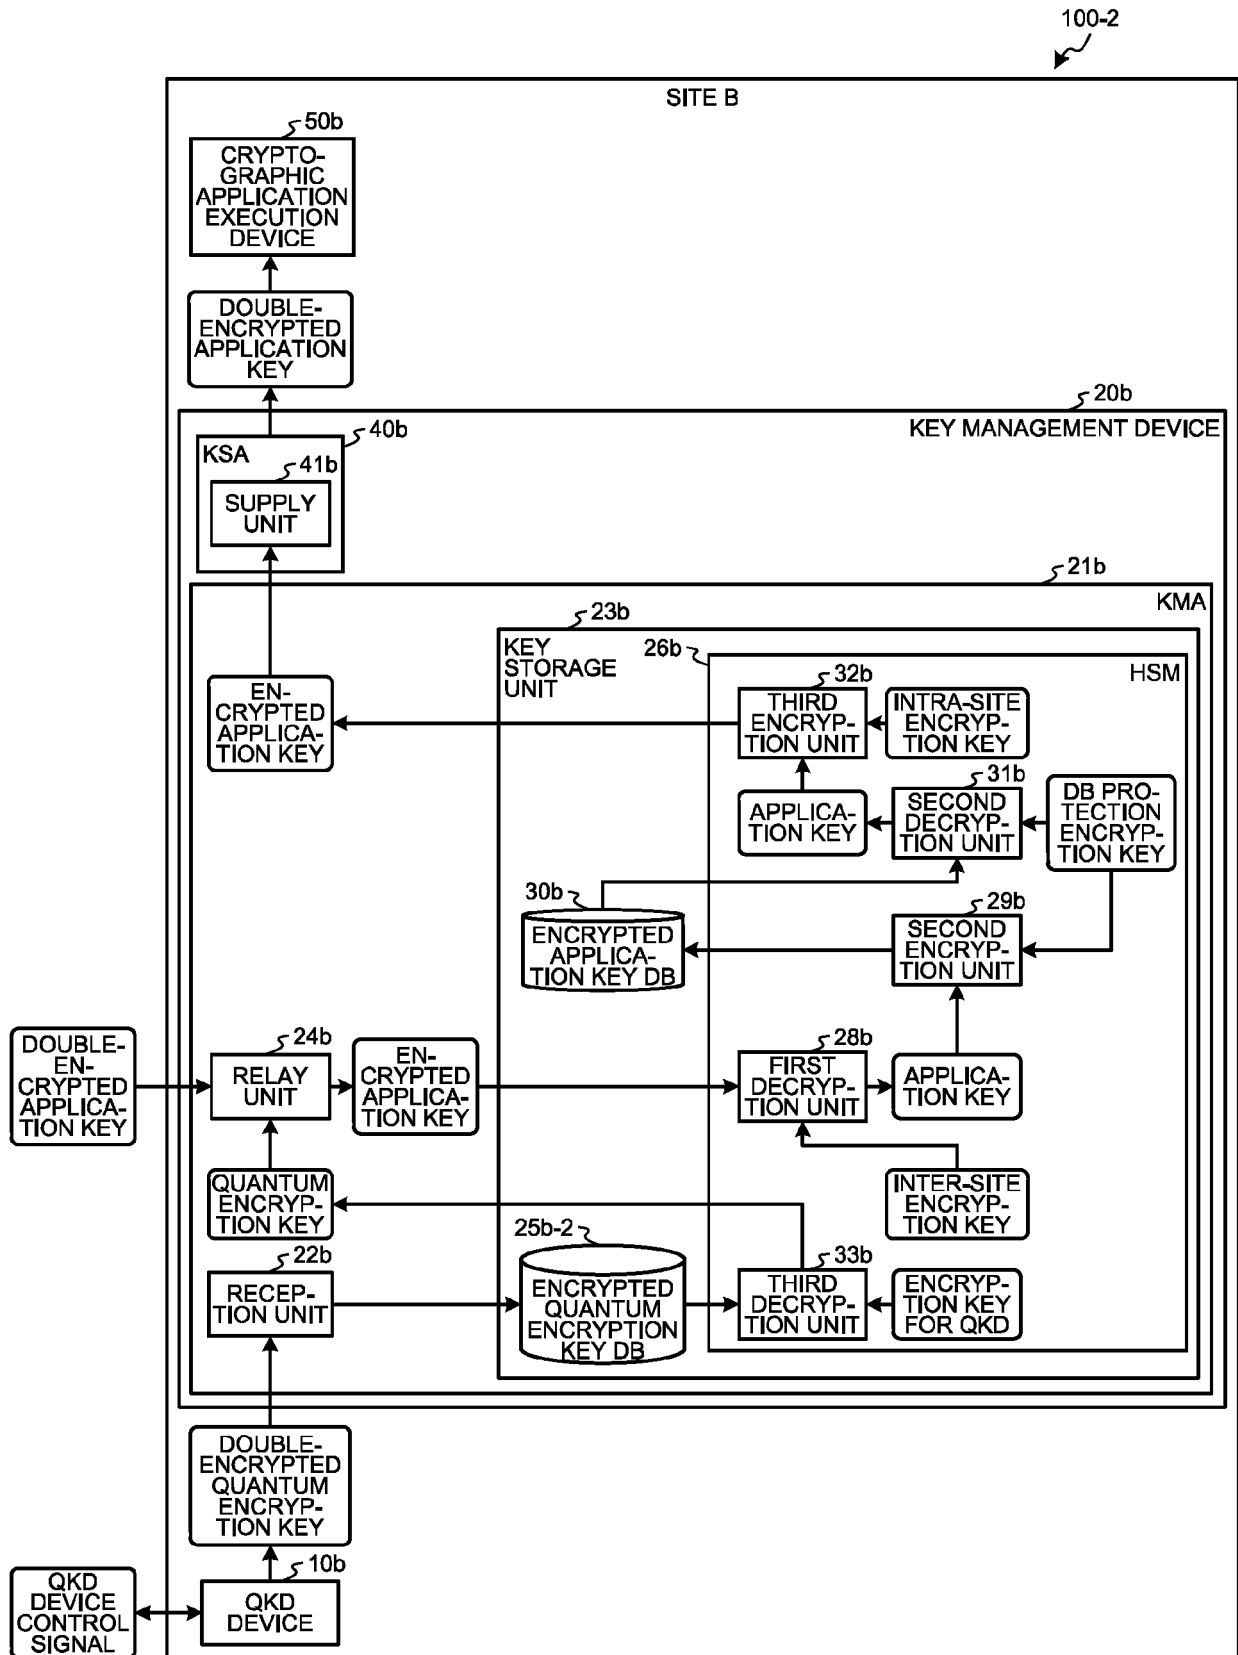 100-2
SITE B
50b
CRYPTO-
GRAPHIC
APPLICATION
EXECUTION
DEVICE
DOUBLE-
ENCRYPTED
APPLICATION
KEY
20b
KEY MANAGEMENT DEVICE
40b
KSA
41b
SUPPLY
UNIT
21b
KMA
23b
KEY
STORAGE
UNIT
26b
HSM
EN-
CRYPTED
APPLICA-
TION KEY
32b
THIRD
ENCRYP-
TION UNIT
INTRA-SITE
ENCRYPTION
KEY
31b
APPLICA-
TION KEY
SECOND
DECRYP-
TION UNIT
DB PRO-
TECTION
ENCRYP-
TION KEY
30b
ENCRYPTED
APPLICA-
TION KEY DB
29b
SECOND
ENCRYP-
TION UNIT
DOUBLE-
EN-
CRYPTED
APPLICA-
TION KEY
24b
RELAY
UNIT
EN-
CRYPTED
APPLICA-
TION KEY
28b
FIRST
DECRYP-
TION UNIT
APPLICA-
TION KEY
QUANTUM
ENCRYP-
TION KEY
INTER-SITE
ENCRYPTION
KEY
22b
RECEP-
TION UNIT
25b-2
ENCRYPTED
QUANTUM
ENCRYPTION
KEY DB
33b
THIRD
DECRYP-
TION UNIT
ENCRYP-
TION KEY
FOR QKD
DOUBLE-
ENCRYPTED
QUANTUM
ENCRYP-
TION KEY
10b
QKD
DEVICE
CONTROL
SIGNAL
QKD
DEVICE